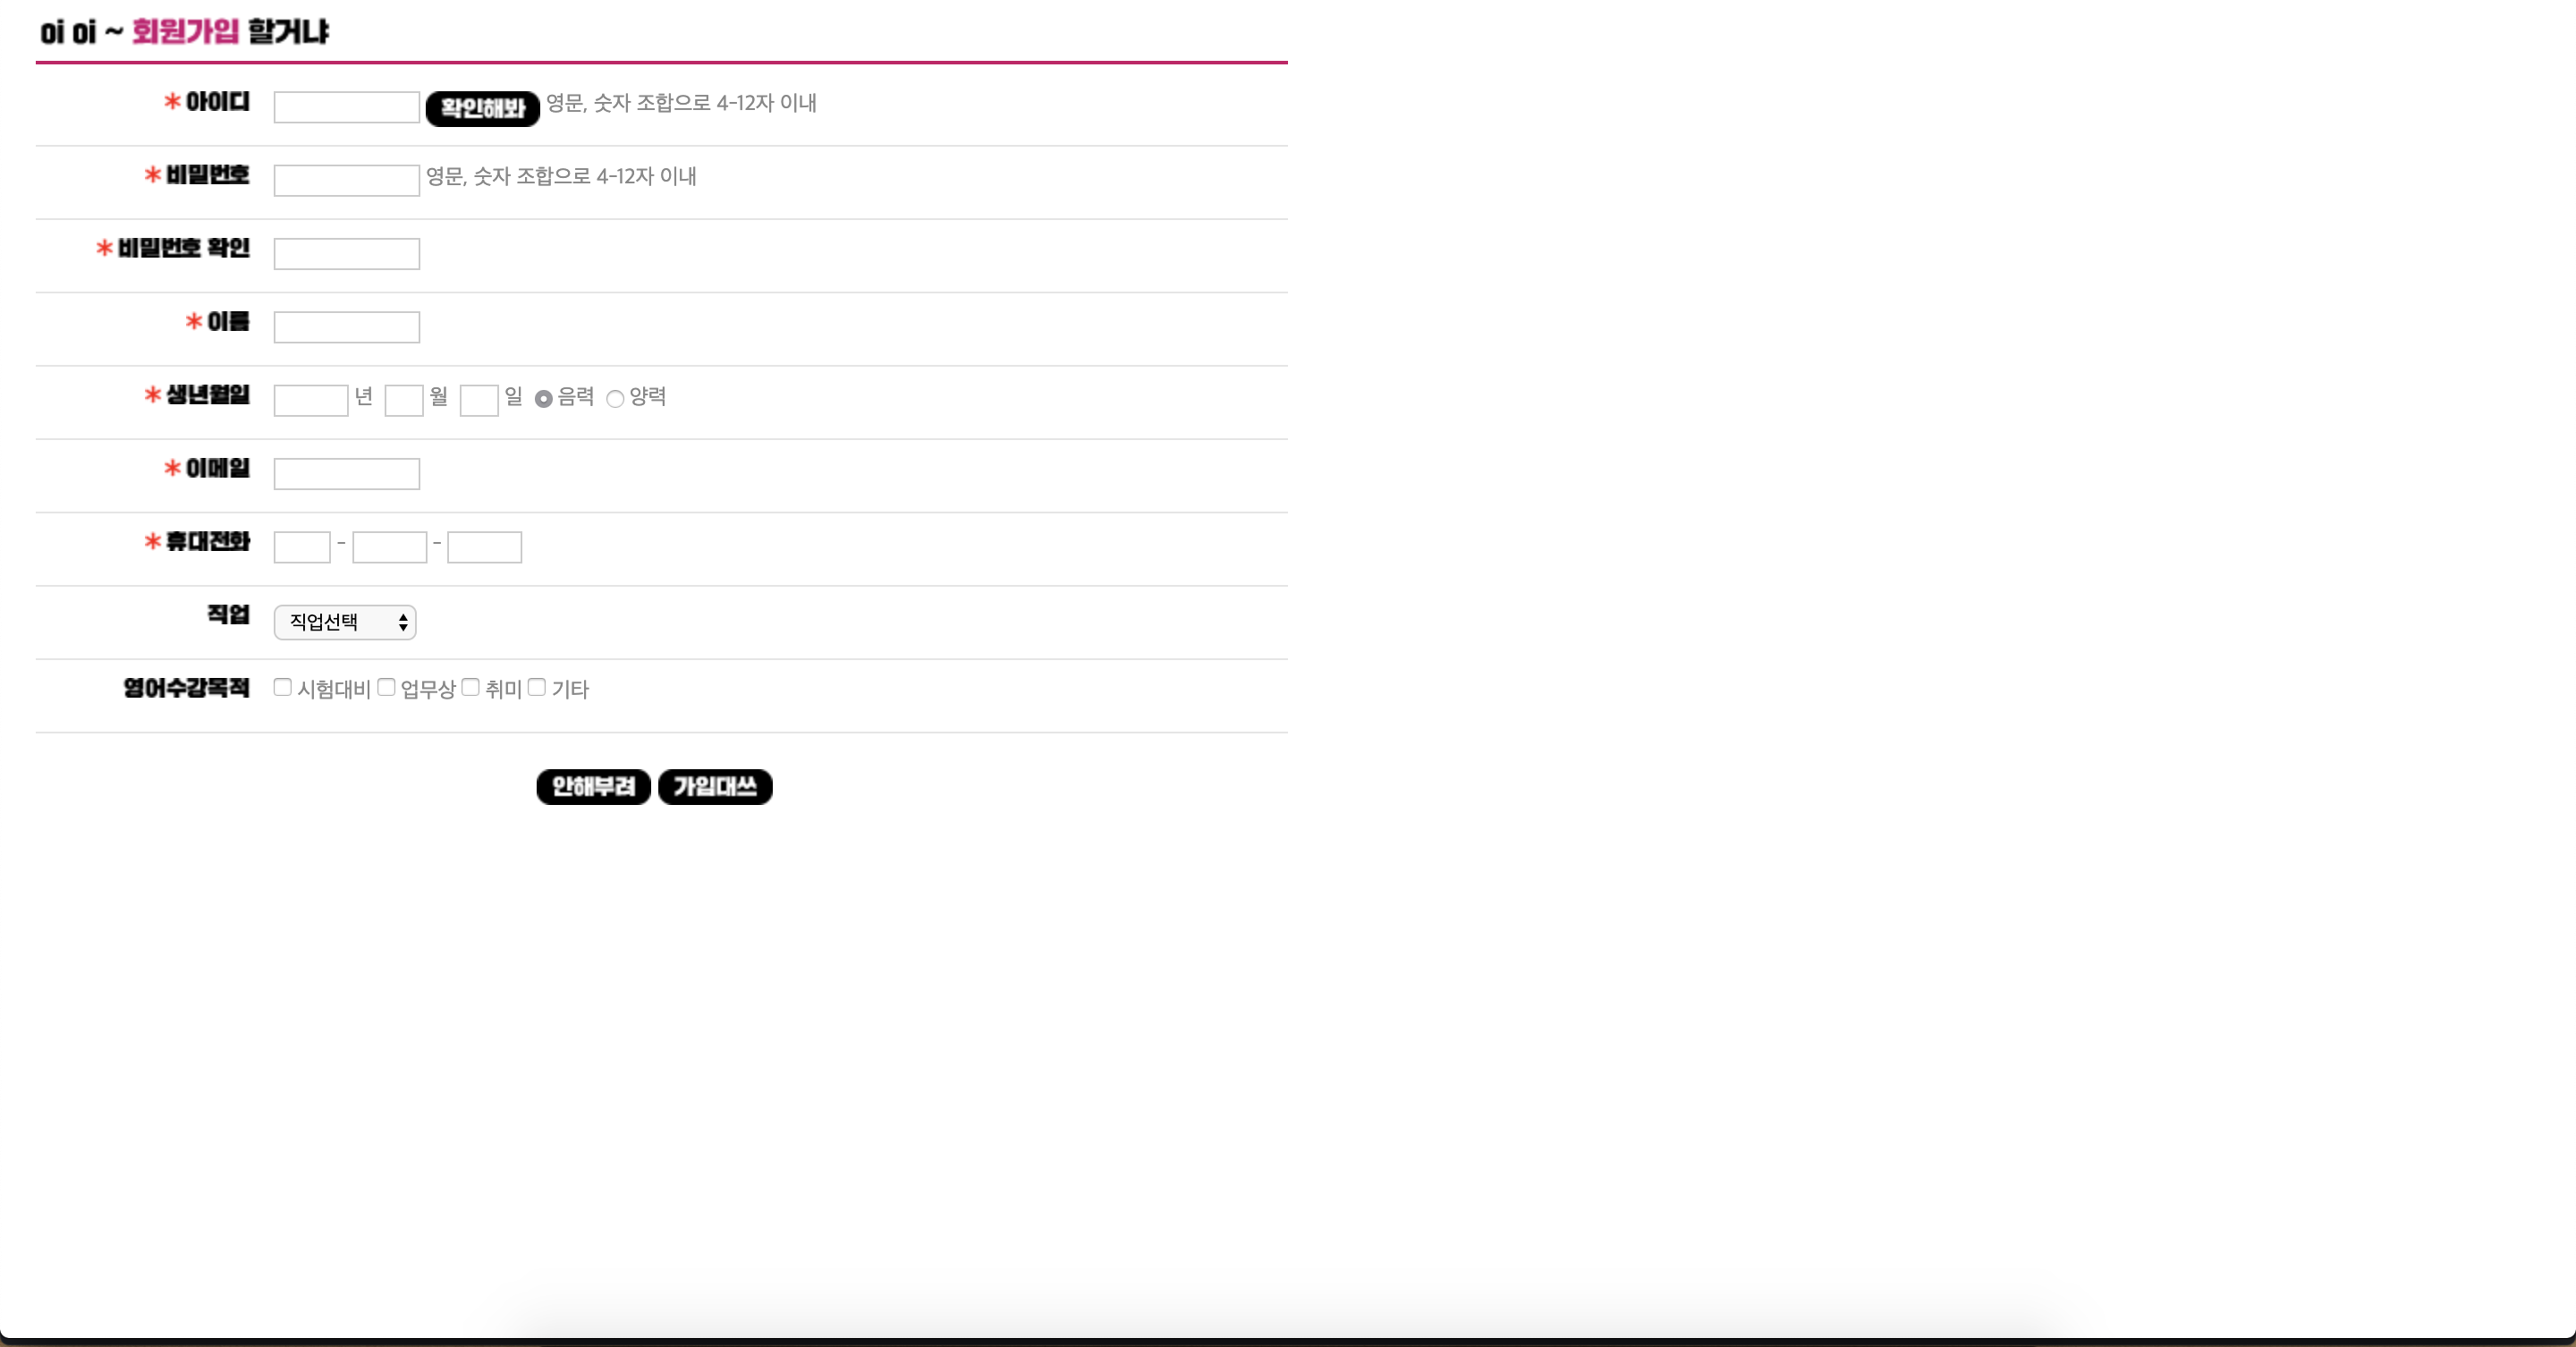 oi oi ~ 회원가입 할거냐
* 아이디 확인해봐 영문, 숫자 조합으로 4-12자 이내
* 비밀번호 영문, 숫자 조합으로 4-12자 이내
* 비밀번호 확인
* 이름
* 생년월일 년 월 일 음력 양력
* 이메일
* 휴대전화 - -
직업 직업선택
영어수강목적 시험대비 업무상 취미 기타
안해부려 가입대쓰